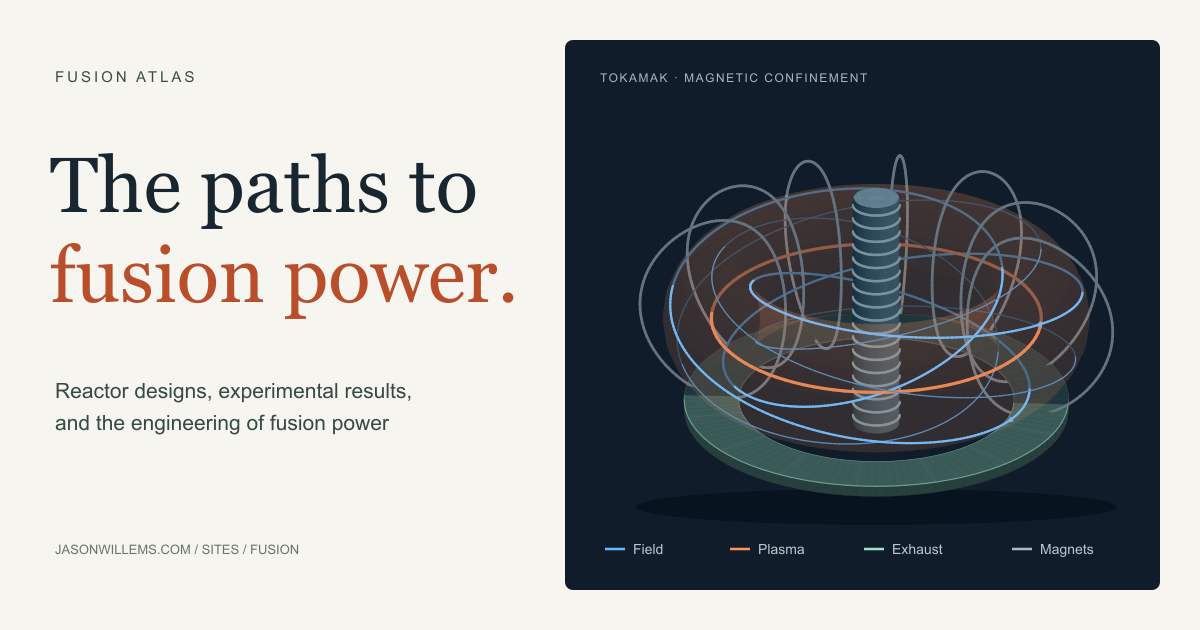 FUSION ATLAS
The paths to
fusion power.
Reactor designs, experimental results,
and the engineering of fusion power
JASONWILLEMS.COM / SITES / FUSION
TOKAMAK · MAGNETIC CONFINEMENT
Field
Plasma
Exhaust
Magnets